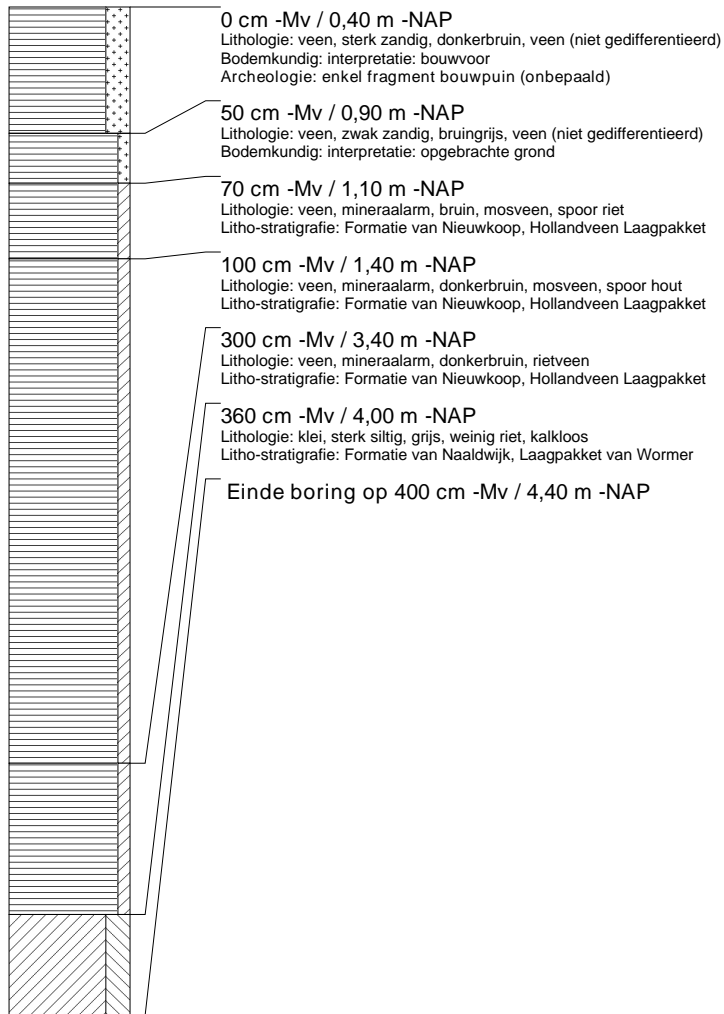 0 cm -Mv / 0,40 m -NAP
Lithologie: veen, sterk zandig, donkerbruin, veen (niet gedifferentieerd)
Bodemkundig: interpretatie: bouwvoor
Archeologie: enkel fragment bouwpuin (onbepaald)
50 cm -Mv / 0,90 m -NAP
Lithologie: veen, zwak zandig, bruingrijs, veen (niet gedifferentieerd)
Bodemkundig: interpretatie: opgebrachte grond
70 cm -Mv / 1,10 m -NAP
Lithologie: veen, mineraalarm, bruin, mosveen, spoor riet
Litho-stratigrafie: Formatie van Nieuwkoop, Hollandveen Laagpakket
100 cm -Mv / 1,40 m -NAP
Lithologie: veen, mineraalarm, donkerbruin, mosveen, spoor hout
Litho-stratigrafie: Formatie van Nieuwkoop, Hollandveen Laagpakket
300 cm -Mv / 3,40 m -NAP
Lithologie: veen, mineraalarm, donkerbruin, rietveen
Litho-stratigrafie: Formatie van Nieuwkoop, Hollandveen Laagpakket
360 cm -Mv / 4,00 m -NAP
Lithologie: klei, sterk siltig, grijs, weinig riet, kalkloos
Litho-stratigrafie: Formatie van Naaldwijk, Laagpakket van Wormer
Einde boring op 400 cm -Mv / 4,40 m -NAP